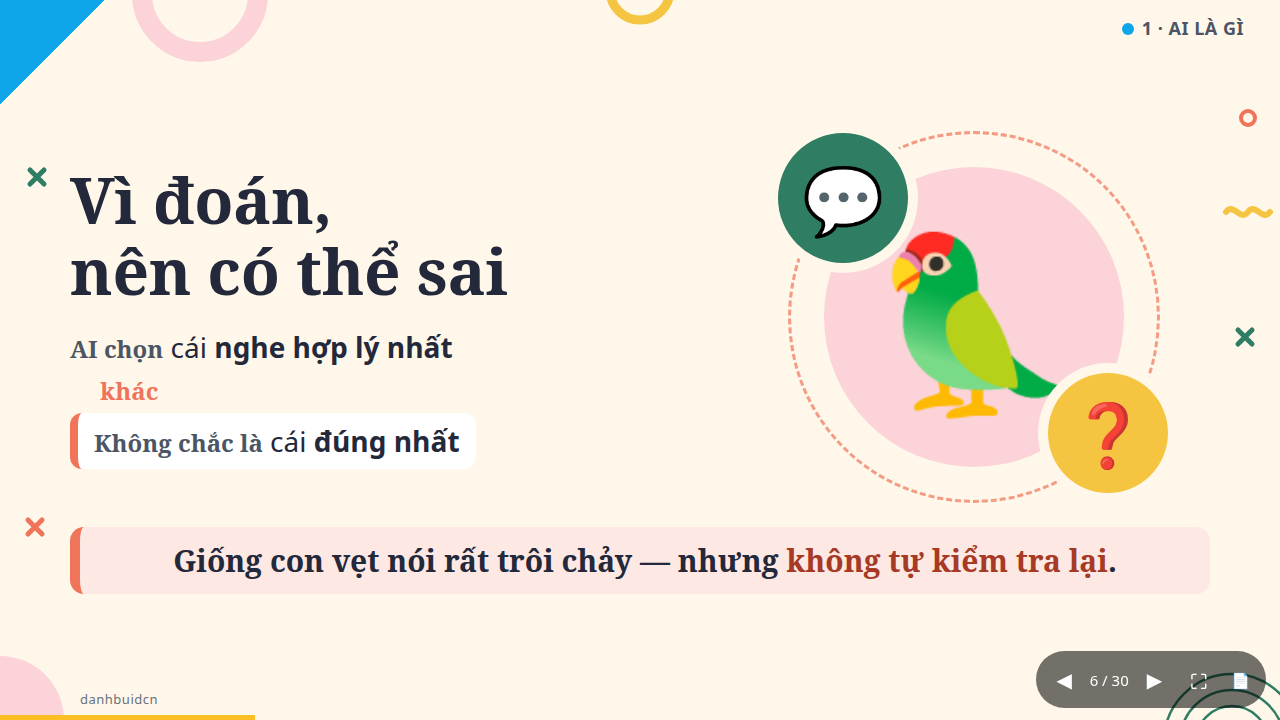 1 · AI LÀ GÌ
Vì đoán,
nên có thể sai
AI chọn cái nghe hợp lý nhất
khác
Không chắc là cái đúng nhất
Giống con vẹt nói rất trôi chảy — nhưng không tự kiểm tra lại.
danhbuidcn
6 / 30